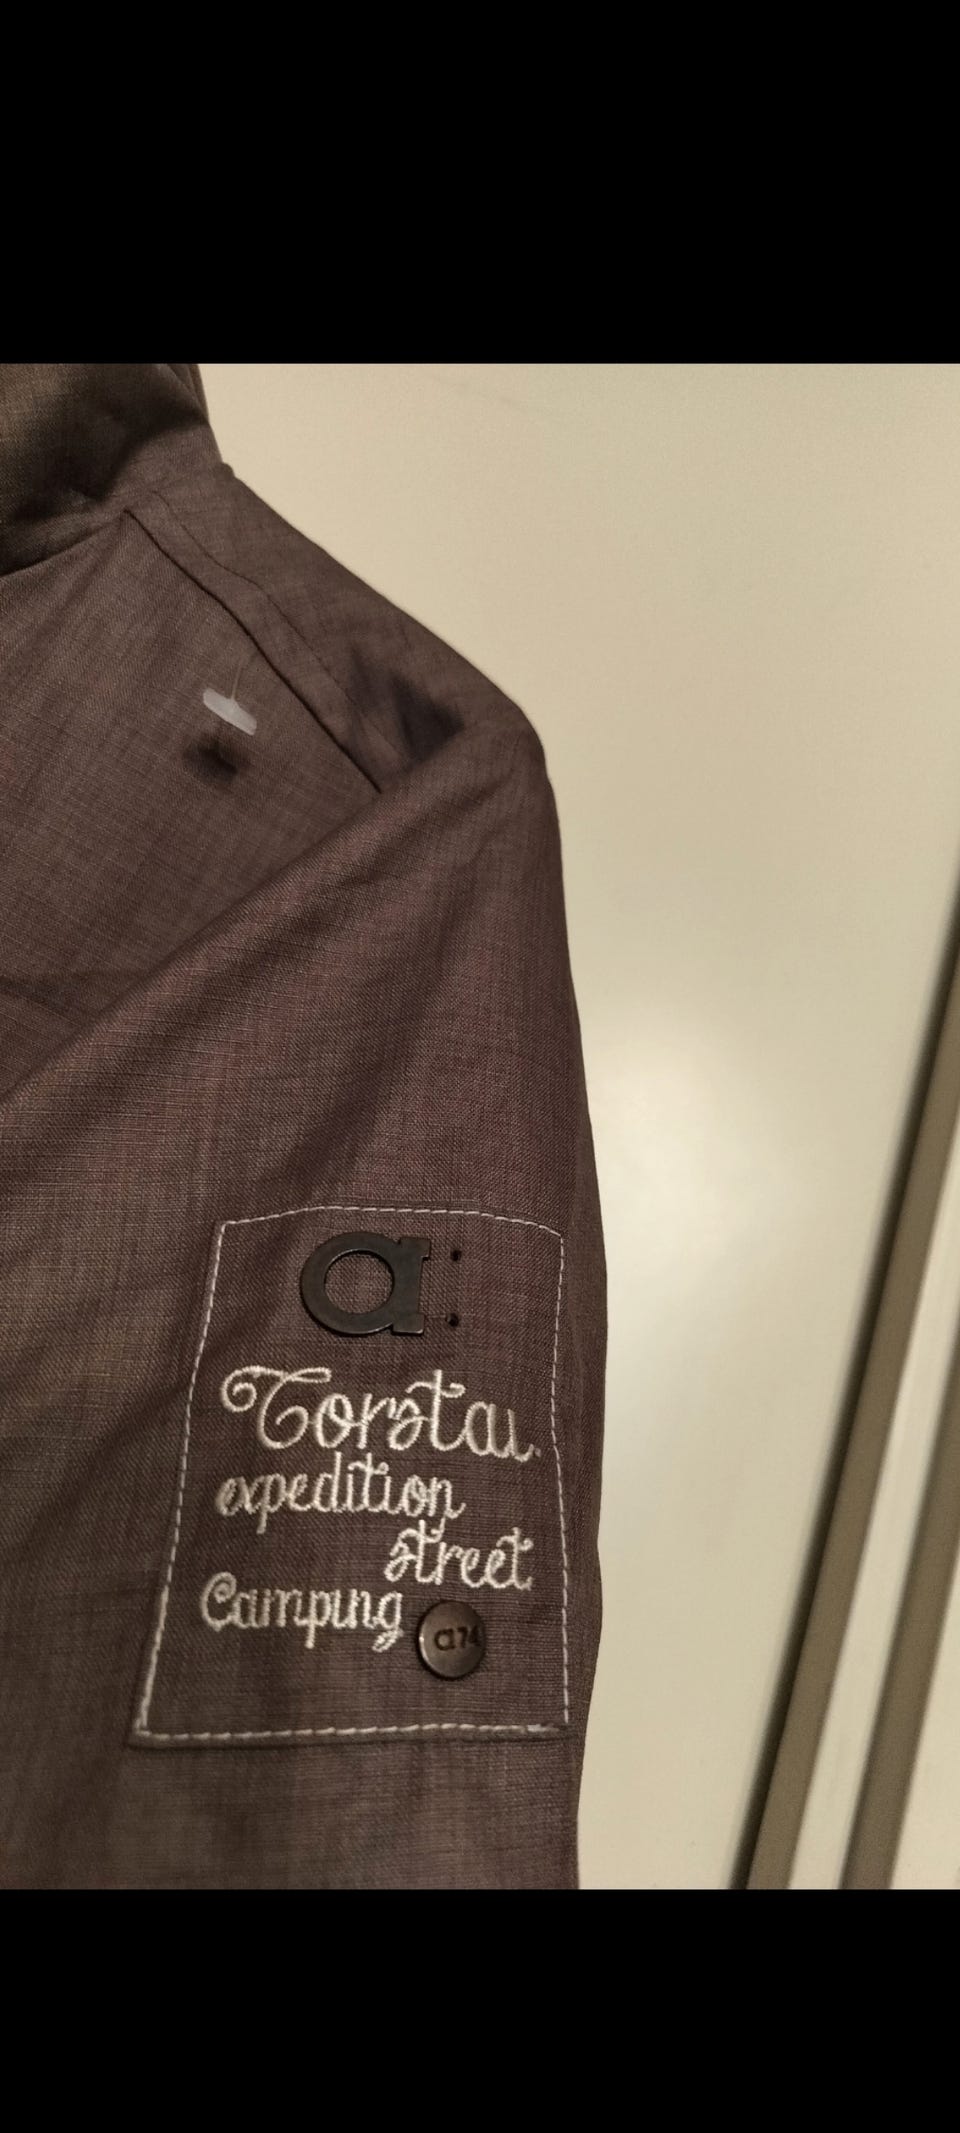 a
Torstai
expedition
street
Camping
a74